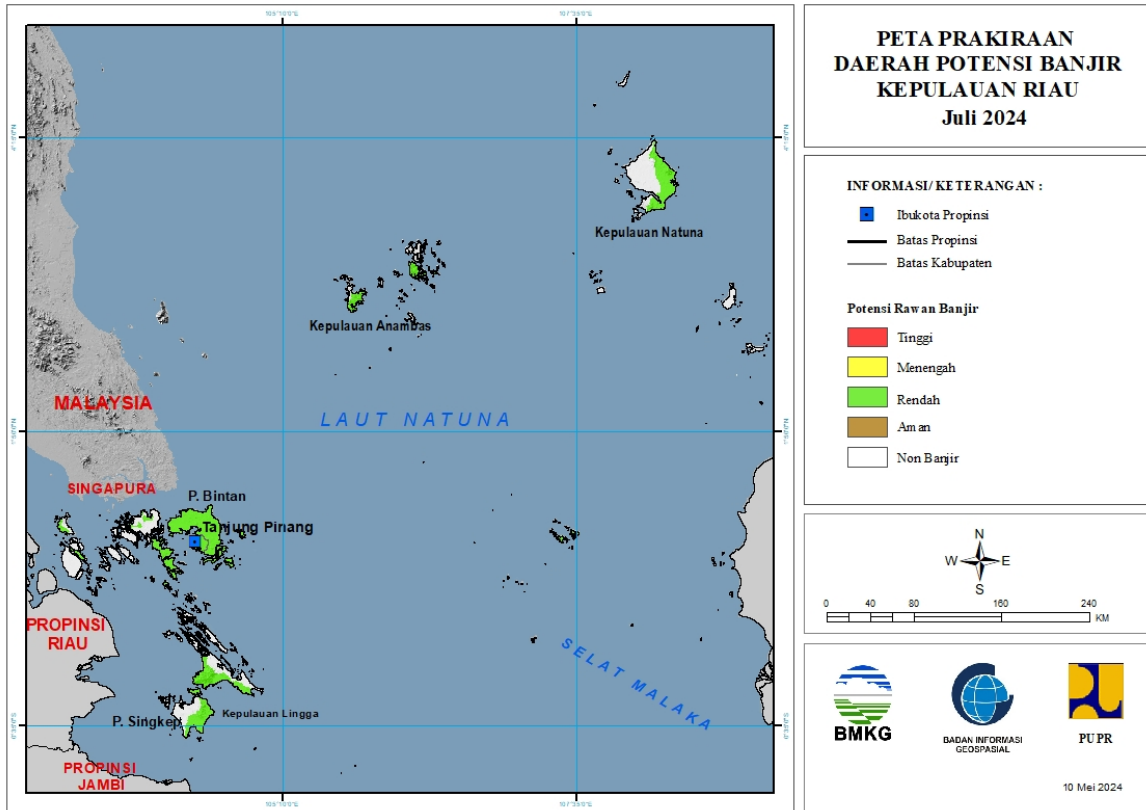 PETA PRAKIRAAN
DAERAH POTENSI BANJIR
KEPULAUAN RIAU
Juli 2024
INFORMASI/KETERANGAN :
Ibukota Propinsi
Batas Propinsi
Batas Kabupaten
Potensi Rawan Banjir
Tinggi
Menengah
Rendah
Aman
Non Banjir
N
W E
S
0 40 80 160 240
KM
BMKG
BADAN INFORMASI
GEOSPASIAL
PUPR
10 Mei 2024
Kepulauan Natuna
Kepulauan Anambas
MALAYSIA
LAUT NATUNA
SINGAPURA
P. Bintan
Tanjung Pinang
PROPINSI
RIAU
SELAT MALAKA
Kepulauan Lingga
P. Singkep
PROPINSI
JAMBI